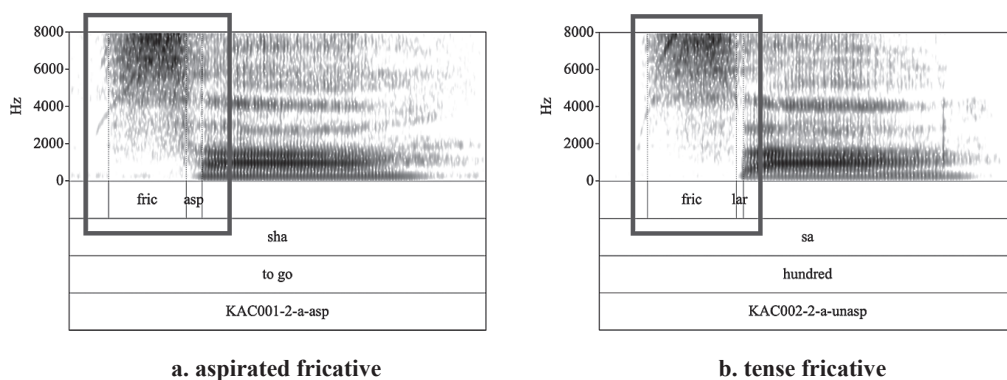 8000
6000
4000
2000
0
Hz
fric
asp
sha
to go
KAC001-2-a-asp
a. aspirated fricative
8000
6000
4000
2000
0
Hz
fric
lar
sa
hundred
KAC002-2-a-unasp
b. tense fricative